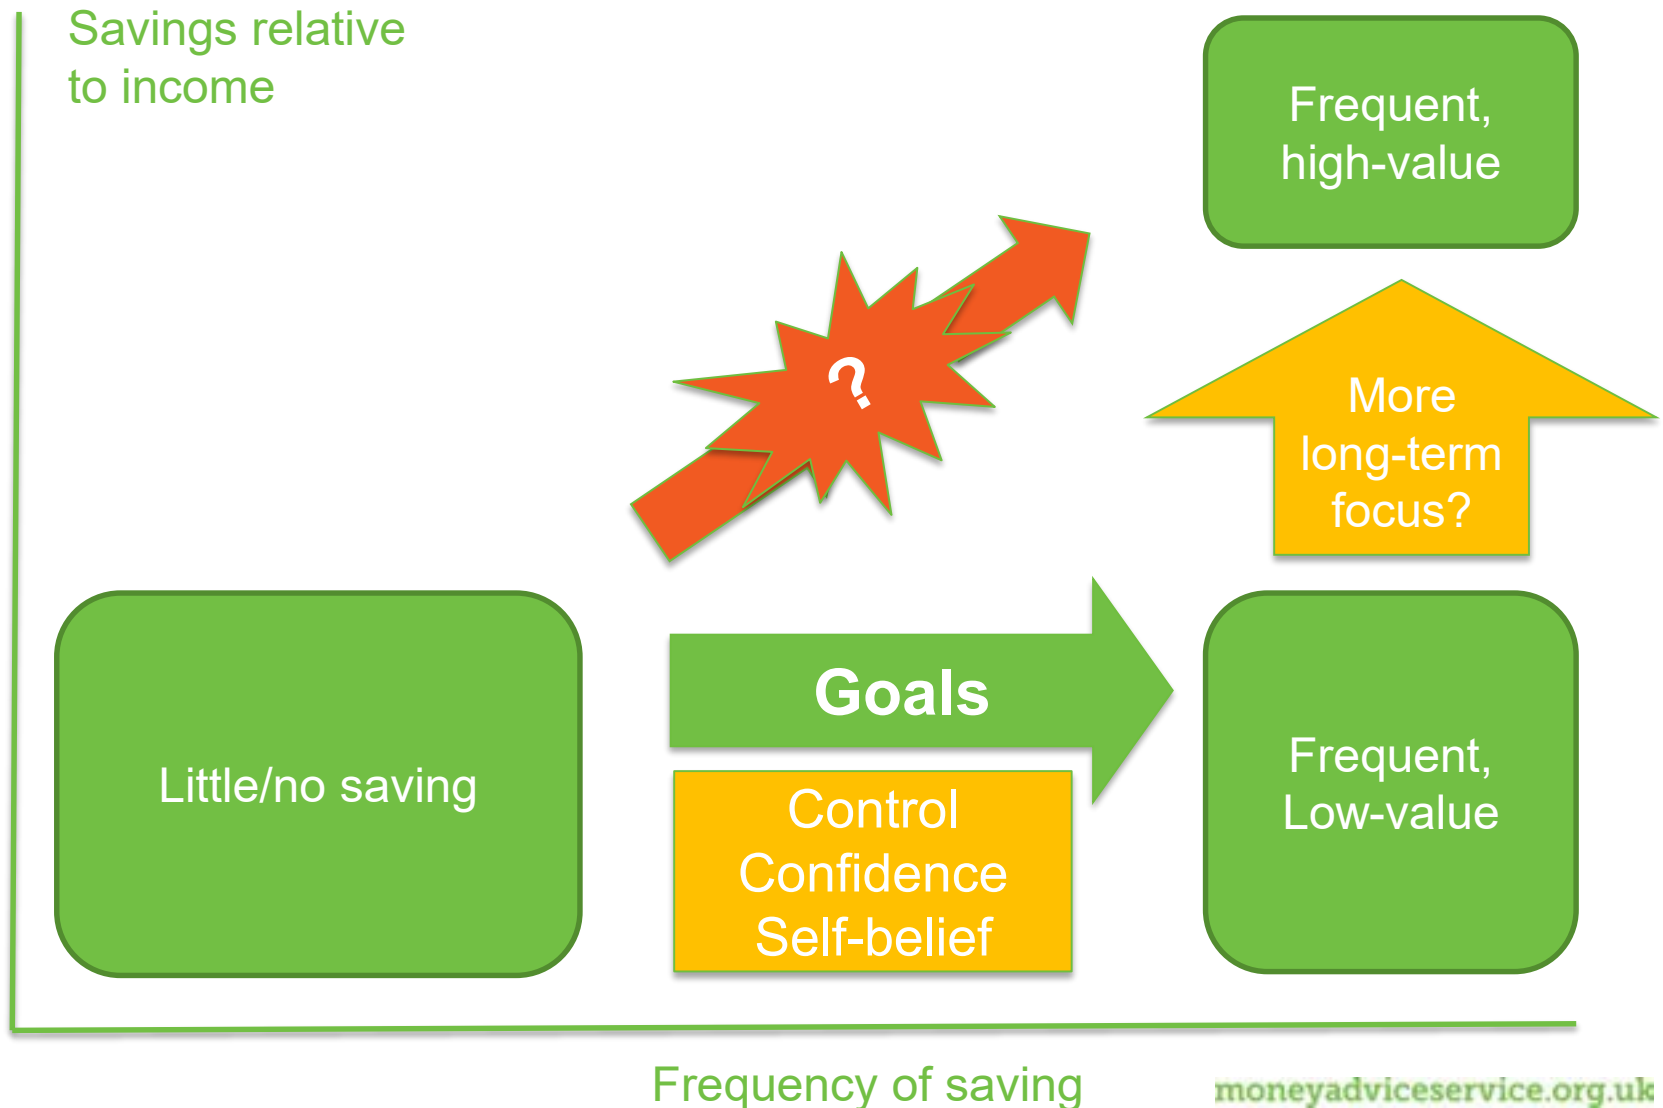 Savings relative
to income
Frequent,
high-value
?
More
long-term
focus?
Goals
Little/no saving
Control
Confidence
Self-belief
Frequent,
Low-value
Frequency of saving
moneyadviceservice.org.uk